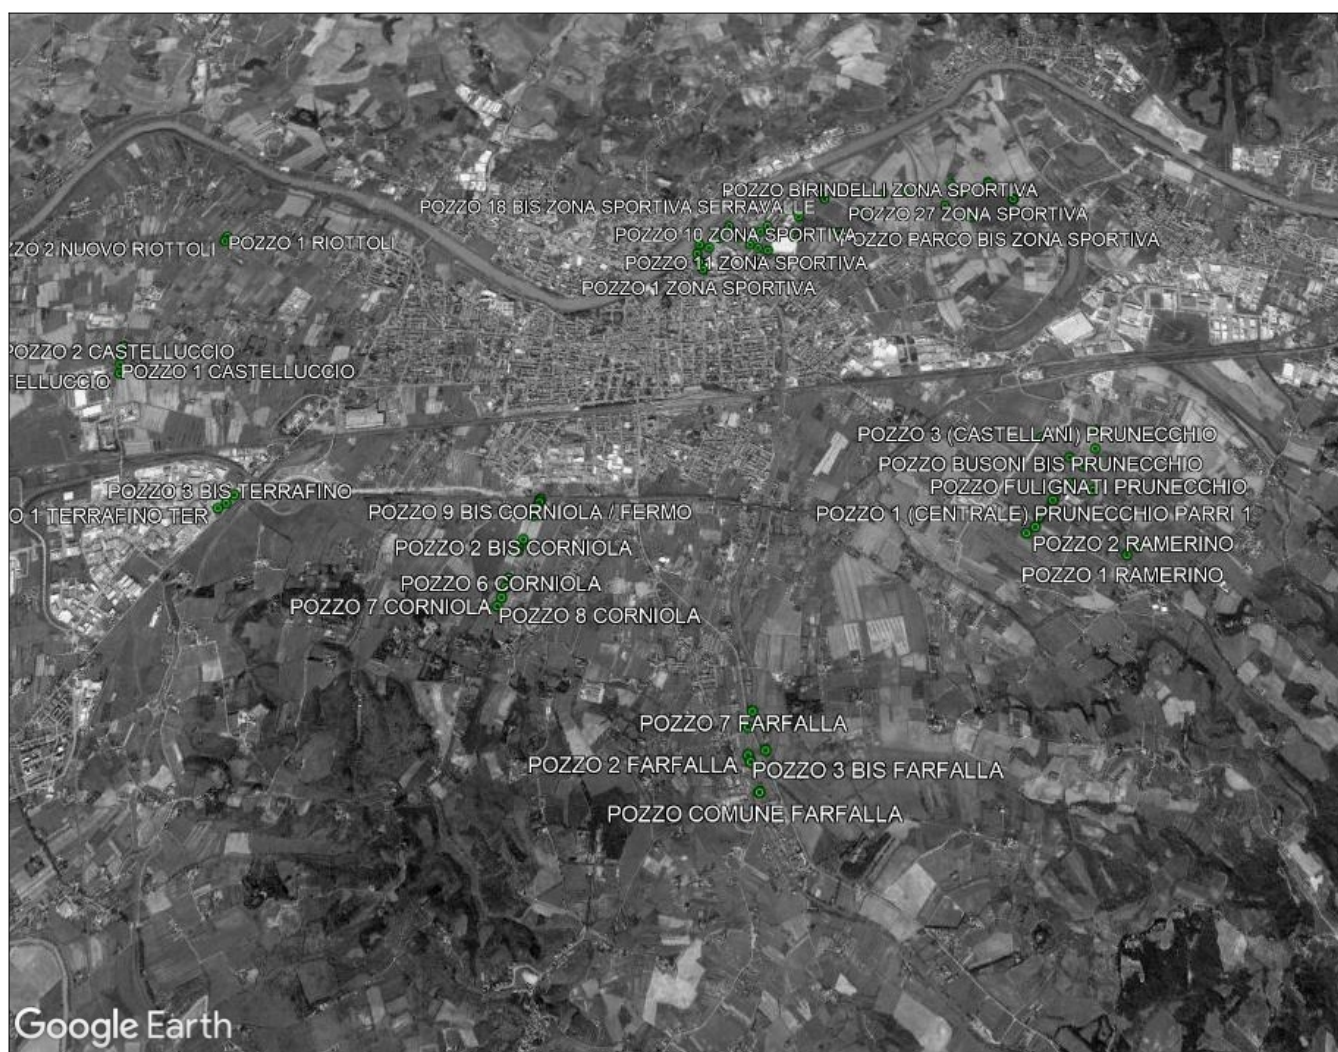 POZZO BIRINDELLI ZONA SPORTIVA
POZZO 18 BIS ZONA SPORTIVA SERRAVALLE
POZZO 27 ZONA SPORTIVA
POZZO 10 ZONA SPORTIVA
POZZO PARCO BIS ZONA SPORTIVA
ZZO 2 NUOVO RIOTTOLI
POZZO 1 RIOTTOLI
POZZO 11 ZONA SPORTIVA
POZZO 1 ZONA SPORTIVA
POZZO 2 CASTELLUCCIO
POZZO 1 CASTELLUCCIO
TELLUCCIO
POZZO 3 (CASTELLANI) PRUNECCHIO
POZZO BUSONI BIS PRUNECCHIO
POZZO FULIGNATI PRUNECCHIO
POZZO 3 BIS TERRAFINO
O 1 TERRAFINO TER
POZZO 9 BIS CORNIOLA / FERMO
POZZO 1 (CENTRALE) PRUNECCHIO PARRI 1
POZZO 2 BIS CORNIOLA
POZZO 2 RAMERINO
POZZO 1 RAMERINO
POZZO 6 CORNIOLA
POZZO 7 CORNIOLA
POZZO 8 CORNIOLA
POZZO 7 FARFALLA
POZZO 2 FARFALLA
POZZO 3 BIS FARFALLA
POZZO COMUNE FARFALLA
Google Earth